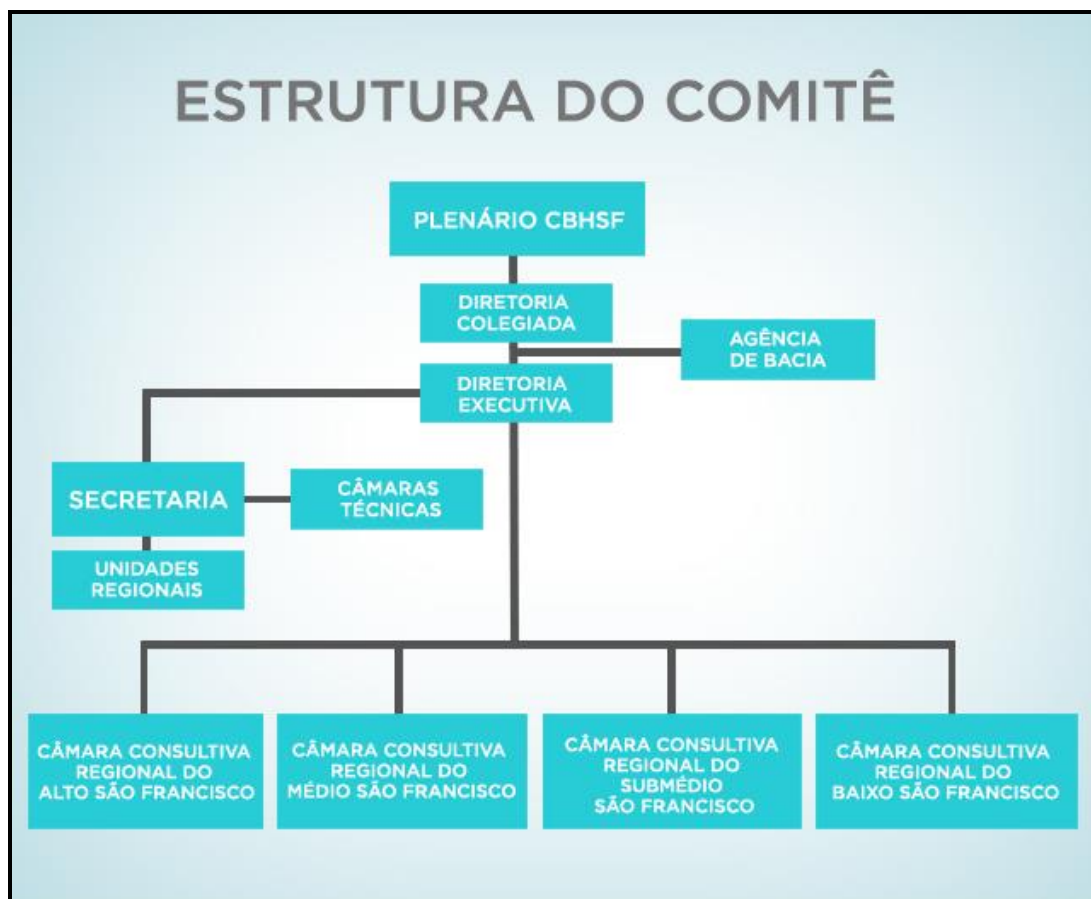 ESTRUTURA DO COMITÊ
PLENÁRIO CBHSF
DIRETORIA
COLEGIADA
AGÊNCIA
DE BACIA
DIRETORIA
EXECUTIVA
SECRETARIA
CÂMARAS
TÉCNICAS
UNIDADES
REGIONAIS
CÂMARA CONSULTIVA
REGIONAL DO
ALTO SÃO FRANCISCO
CÂMARA CONSULTIVA
REGIONAL DO
MÉDIO SÃO FRANCISCO
CÂMARA CONSULTIVA
REGIONAL DO
SUBMÉDIO
SÃO FRANCISCO
CÂMARA CONSULTIVA
REGIONAL DO
BAIXO SÃO FRANCISCO